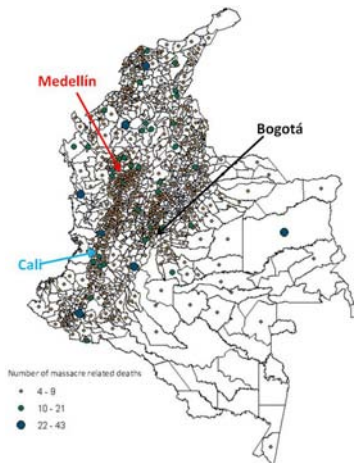 Medellín
Bogotá
Cali
Number of massacre related deaths
4 - 9
10 - 21
22 - 43